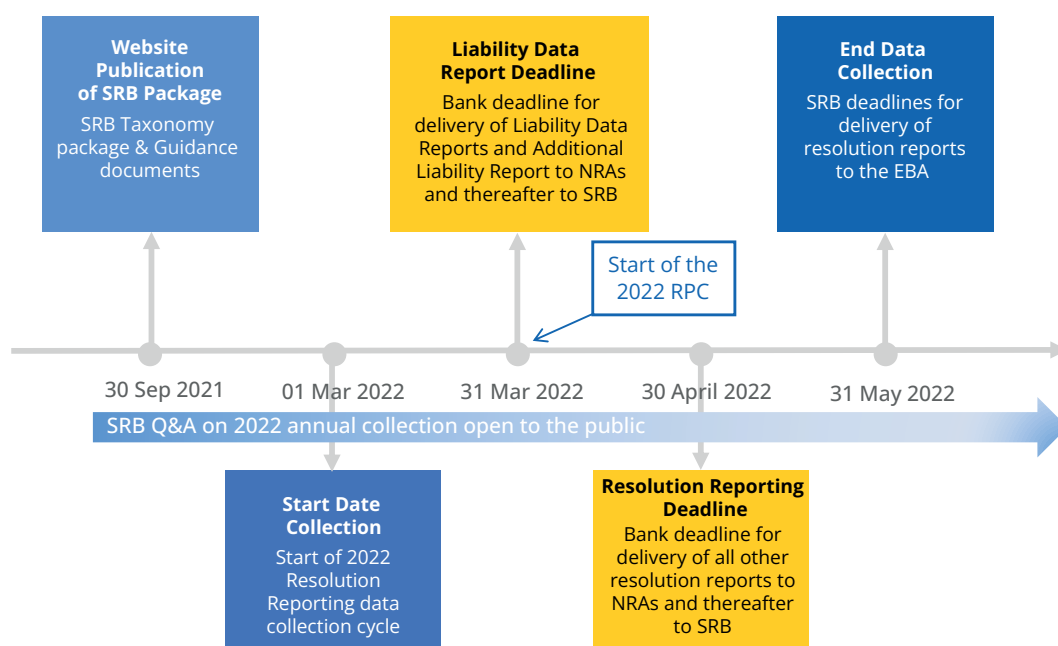 Website
Publication
of SRB Package
SRB Taxonomy
package & Guidance
documents
Liability Data
Report Deadline
Bank deadline for
delivery of Liability Data
Reports and Additional
Liability Report to NRAs
and thereafter to SRB
End Data
Collection
SRB deadlines for
delivery of
resolution reports
to the EBA
Start of the
2022 RPC
30 Sep 2021
01 Mar 2022
31 Mar 2022
30 April 2022
31 May 2022
SRB Q&A on 2022 annual collection open to the public
Start Date
Collection
Start of 2022
Resolution
Reporting data
collection cycle
Resolution Reporting
Deadline
Bank deadline for
delivery of all other
resolution reports to
NRAs and thereafter
to SRB